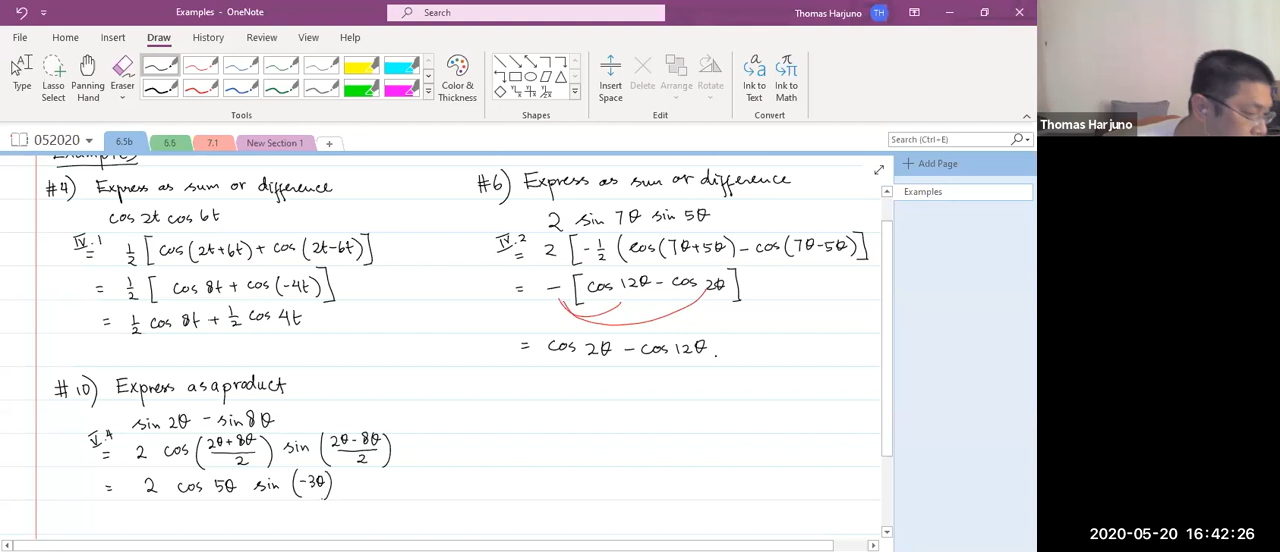 Examples - OneNote
Search
Thomas Harjuno TH
File Home Insert Draw History Review View Help
Type
Lasso Select
Panning Hand
Eraser
Color & Thickness
Insert Space
Delete
Arrange
Rotate
Ink to Text
Ink to Math
Tools
Shapes
Edit
Convert
052020
6.5b
6.5
7.1
New Section 1
Search (Ctrl+E)
Add Page
Examples
Thomas Harjuno
Examples
#4) Express as sum or difference
cos 2t cos 6t
IV.1 = 1/2 [cos(2t+6t) + cos(2t-6t)]
= 1/2 [cos 8t + cos(-4t)]
= 1/2 cos 8t + 1/2 cos 4t
#6) Express as sum or difference
2 sin 7θ sin 5θ
IV.2 = 2 [-1/2 (cos(7θ+5θ) - cos(7θ-5θ)]
= - [cos 12θ - cos 2θ]
= cos 2θ - cos 12θ.
#10) Express as a product
sin 2θ - sin 8θ
V.4 = 2 cos((2θ+8θ)/2) sin((2θ-8θ)/2)
= 2 cos 5θ sin(-3θ)
2020-05-20 16:42:26